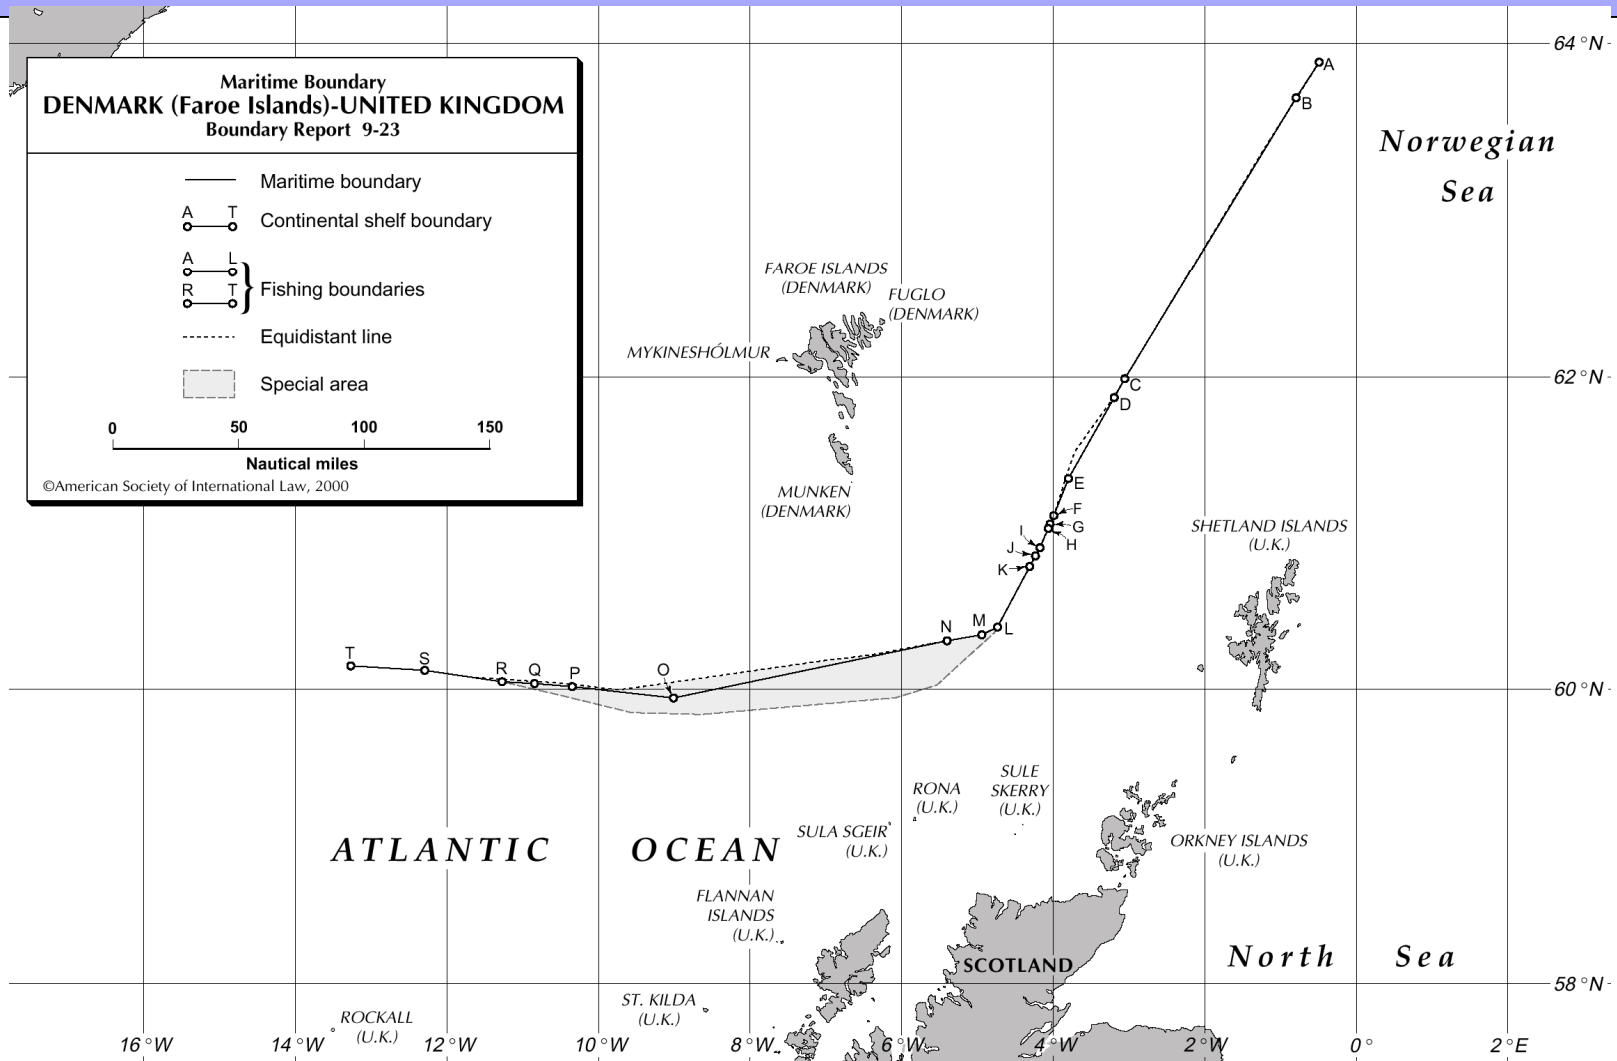 Maritime Boundary
DENMARK (Faroe Islands)-UNITED KINGDOM
Boundary Report 9-23
Maritime boundary
A T
Continental shelf boundary
A L
R T
Fishing boundaries
Equidistant line
Special area
0 50 100 150
Nautical miles
©American Society of International Law, 2000
64 °N
A
B
Norwegian
Sea
FAROE ISLANDS
(DENMARK)
FUGLO
(DENMARK)
MYKINESHÓLMUR
62 °N
C
D
E
MUNKEN
(DENMARK)
F
G
H
I
J
K
SHETLAND ISLANDS
(U.K.)
L
M
N
O
P
Q
R
S
T
60 °N
SULE
SKERRY
(U.K.)
RONA
(U.K.)
SULA SGEIR
(U.K.)
ATLANTIC OCEAN
ORKNEY ISLANDS
(U.K.)
FLANNAN
ISLANDS
(U.K.)
SCOTLAND
North Sea
58 °N
ST. KILDA
(U.K.)
ROCKALL
(U.K.)
16 °W 14 °W 12 °W 10 °W 8 °W 6 °W 4 °W 2 °W 0 ° 2 °E